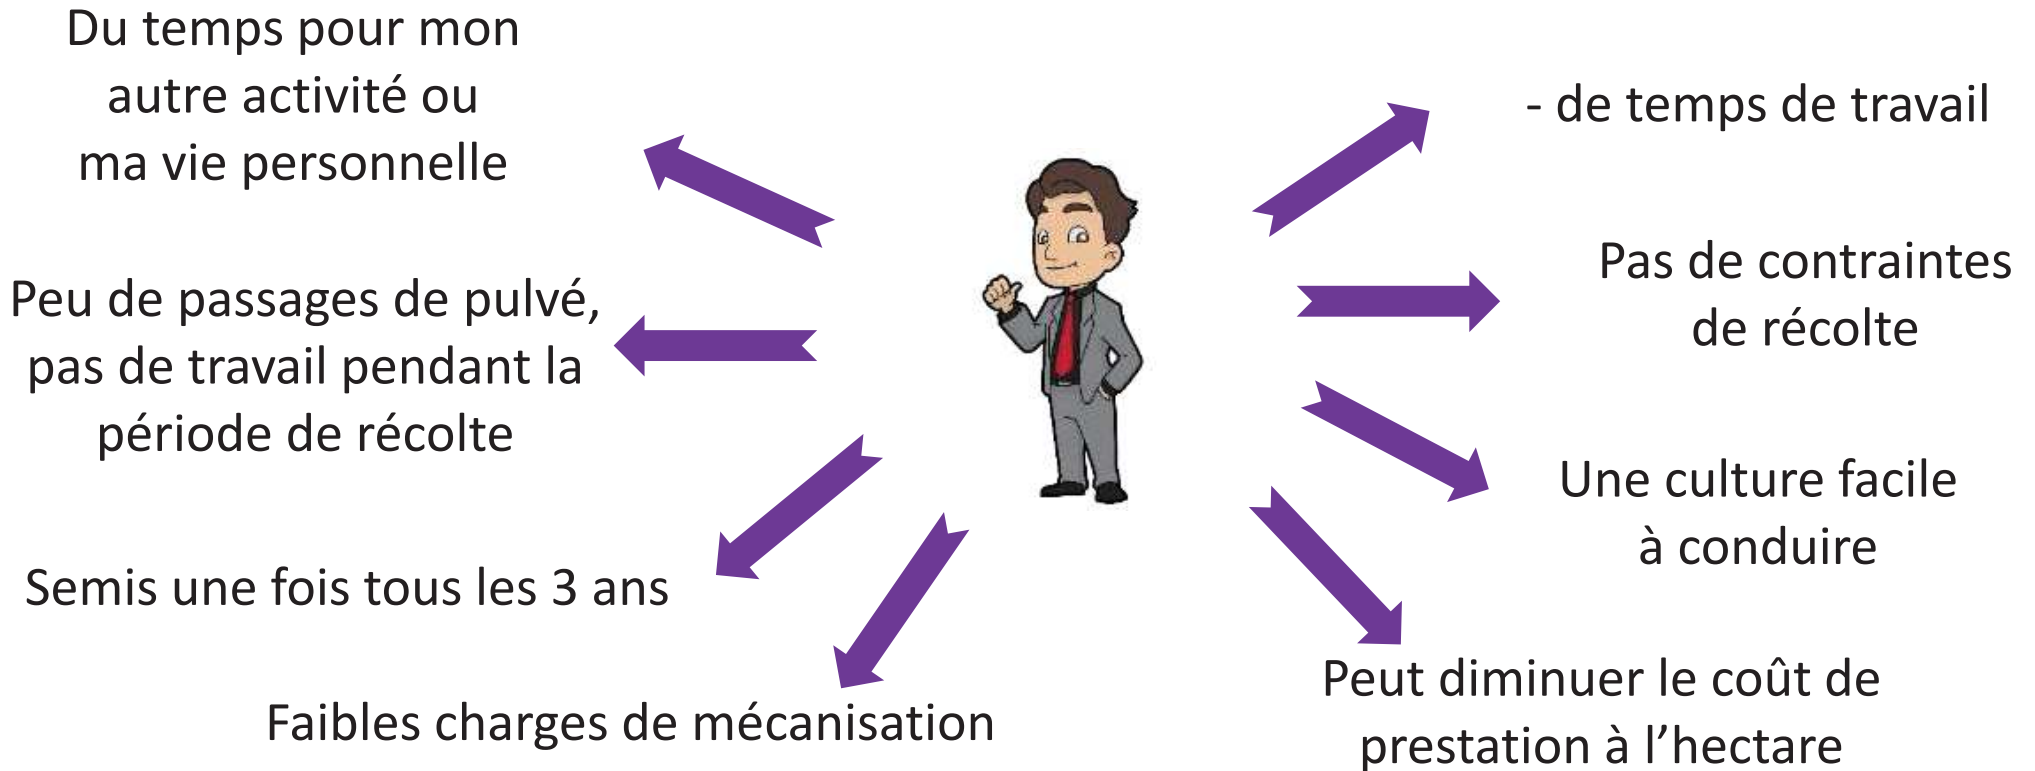 Du temps pour mon
autre activité ou
ma vie personnelle
Peu de passages de pulvé,
pas de travail pendant la
période de récolte
Semis une fois tous les 3 ans
Faibles charges de mécanisation
- de temps de travail
Pas de contraintes
de récolte
Une culture facile
à conduire
Peut diminuer le coût de
prestation à l’hectare